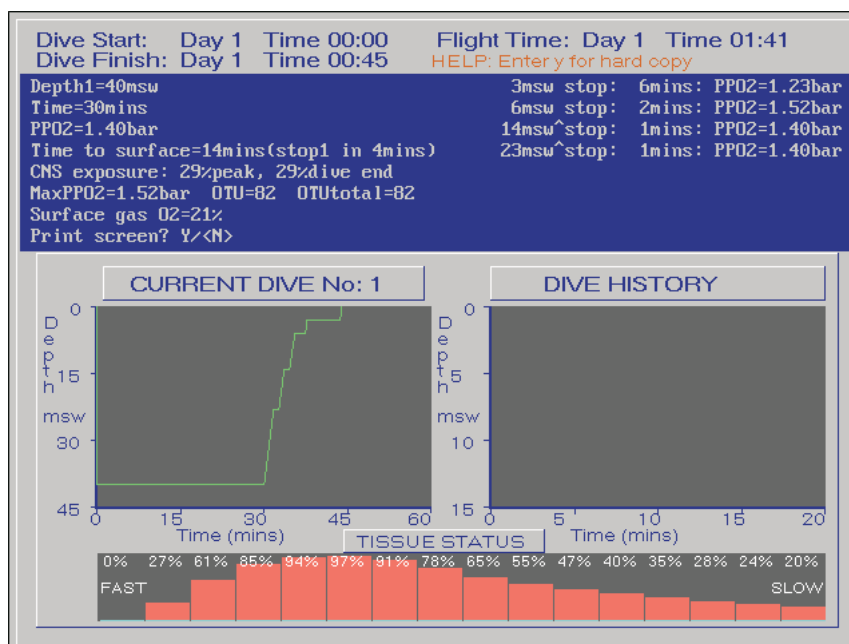 Dive Start: Day 1 Time 00:00 Flight Time: Day 1 Time 01:41
Dive Finish: Day 1 Time 00:45 HELP: Enter y for hard copy
Depth1=40msw 3msw stop: 6mins: PPO2=1.23bar
Time=30mins 6msw stop: 2mins: PPO2=1.52bar
PPO2=1.40bar 14msw^stop: 1mins: PPO2=1.40bar
Time to surface=14mins(stop1 in 4mins) 23msw^stop: 1mins: PPO2=1.40bar
CNS exposure: 29%peak, 29%dive end
MaxPPO2=1.52bar OTU=82 OTUtotal=82
Surface gas O2=21%
Print screen? Y/<N>
CURRENT DIVE No: 1
0
15
30
45
Depth msw
0 15 30 45 60
Time (mins)
DIVE HISTORY
0
5
10
15
Depth msw
0 5 10 15 20
Time (mins)
TISSUE STATUS
0% 27% 61% 85% 94% 97% 91% 78% 65% 55% 47% 40% 35% 28% 24% 20%
FAST SLOW